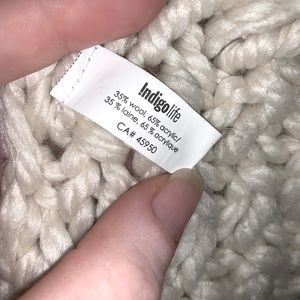 Indigolife
35% wool, 65% acrylic/
35 % laine, 65 % acrylique
CA# 45950